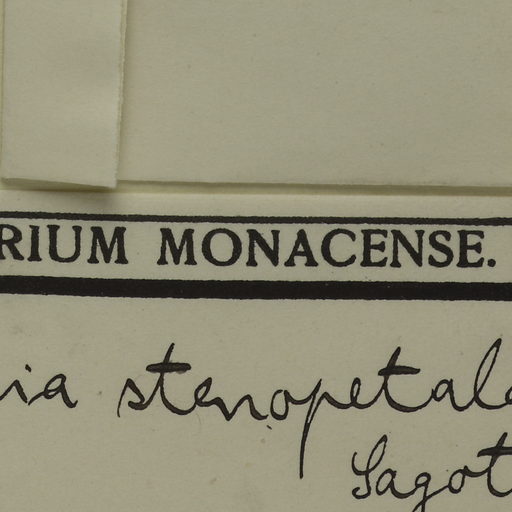 RIUM MONACENSE.
ia stenopetala
Sagot